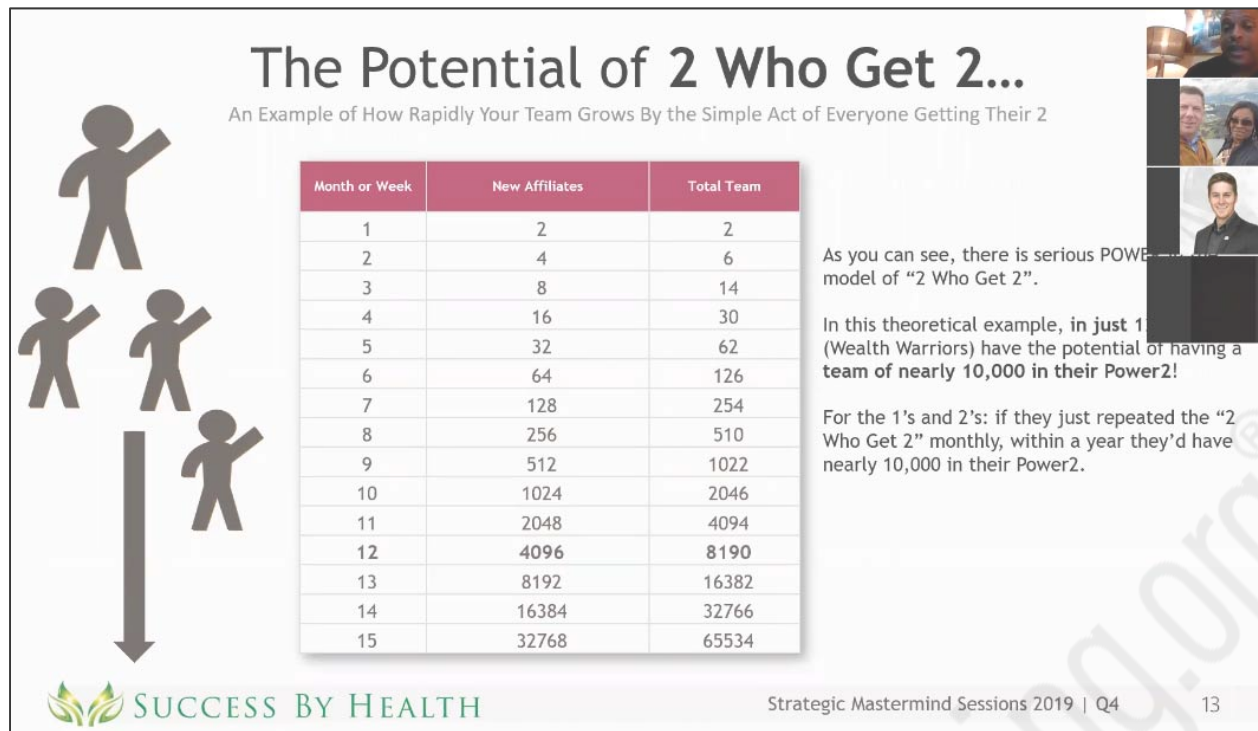 The Potential of 2 Who Get 2...
An Example of How Rapidly Your Team Grows By the Simple Act of Everyone Getting Their 2
Month or Week New Affiliates Total Team
1 2 2
2 4 6
3 8 14
4 16 30
5 32 62
6 64 126
7 128 254
8 256 510
9 512 1022
10 1024 2046
11 2048 4094
12 4096 8190
13 8192 16382
14 16384 32766
15 32768 65534
As you can see, there is serious
model of “2 Who Get 2”.
In this theoretical example, in just
(Wealth Warriors) have the potential of having a
team of nearly 10,000 in their Power2!
For the 1’s and 2’s: if they just repeated the “2
Who Get 2” monthly, within a year they’d have
nearly 10,000 in their Power2.
SUCCESS BY HEALTH
Strategic Mastermind Sessions 2019 | Q4 13